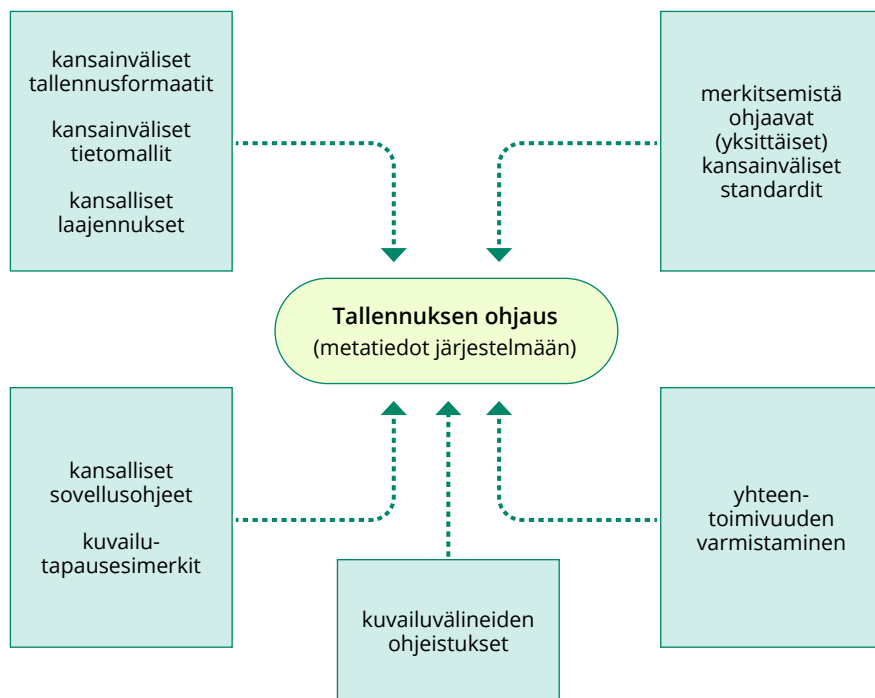 kansainväliset
tallennusformaatit
kansainväliset
tietomallit
kansalliset
laajennukset
merkitsemistä
ohjaavat
(yksittäiset)
kansainväliset
standardit
Tallennuksen ohjaus
(metatiedot järjestelmään)
kansalliset
sovellusohjeet
kuvailu-
tapausesimerkit
kuvailuvälineiden
ohjeistukset
yhteen-
toimivuuden
varmistaminen